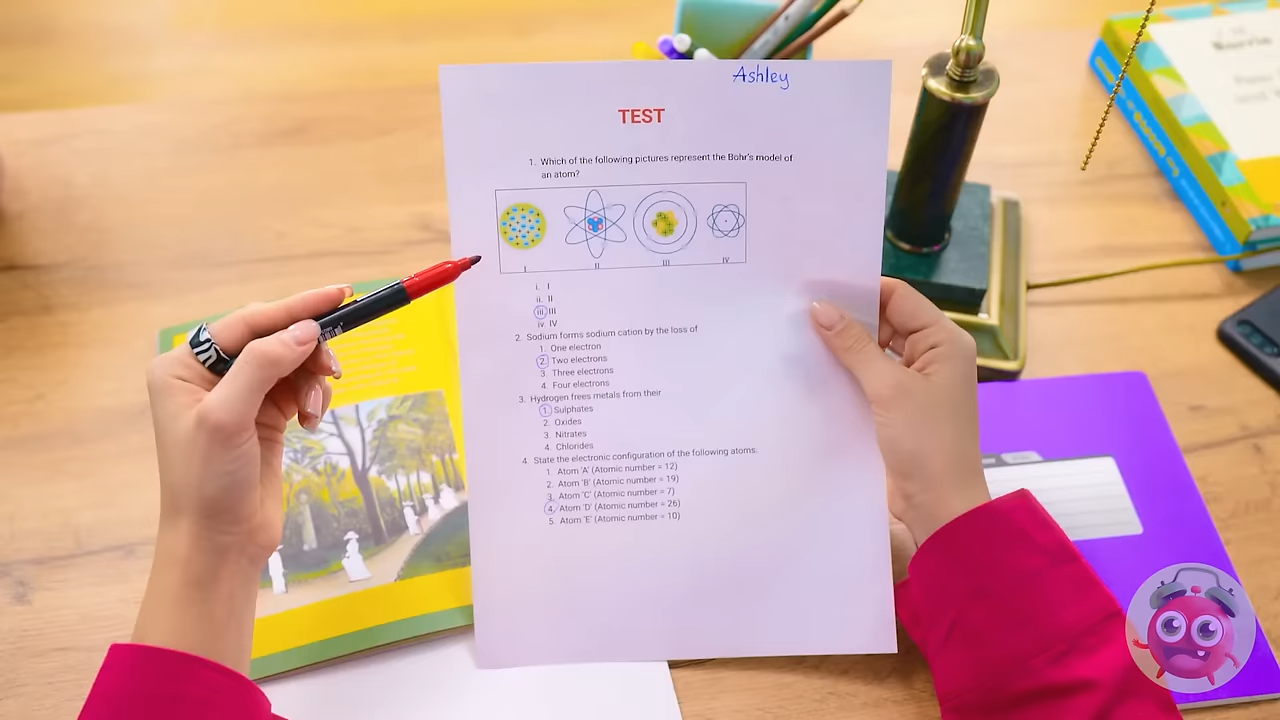 Ashley
TEST
1. Which of the following pictures represent the Bohr's model of
an atom?
I II III IV
i. I
ii. II
iii. III
iv. IV
2. Sodium forms sodium cation by the loss of
1. One electron
2. Two electrons
3. Three electrons
4. Four electrons
3. Hydrogen frees metals from their
1. Sulphates
2. Oxides
3. Nitrates
4. Chlorides
4. State the electronic configuration of the following atoms.
1. Atom 'A' (Atomic number = 12)
2. Atom 'B' (Atomic number = 19)
3. Atom 'C' (Atomic number = 7)
4. Atom 'D' (Atomic number = 26)
5. Atom 'E' (Atomic number = 10)